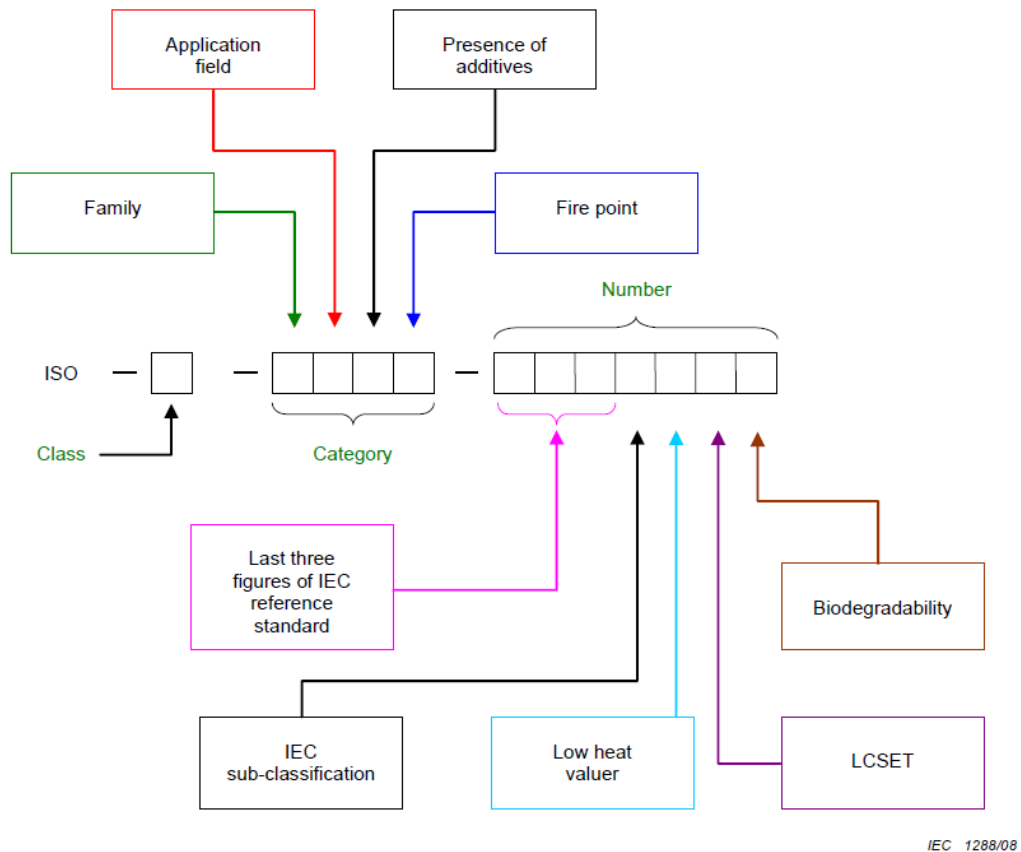 Application
field
Presence of
additives
Family
Fire point
Number
ISO
Class
Category
Last three
figures of IEC
reference
standard
Biodegradability
IEC
sub-classification
Low heat
valuer
LCSET
IEC 1288/08